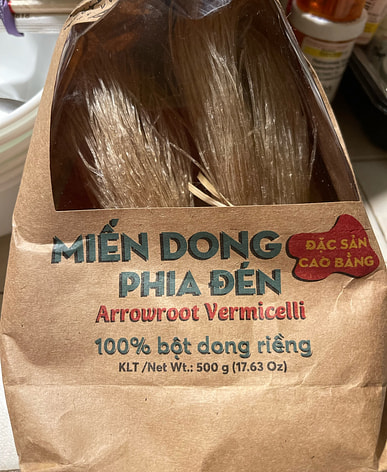 MIẾN DONG
PHIA ĐÉN
ĐẶC SẢN
CAO BẰNG
Arrowroot Vermicelli
100% bột dong riềng
KLT /Net Wt.: 500 g (17.63 Oz)